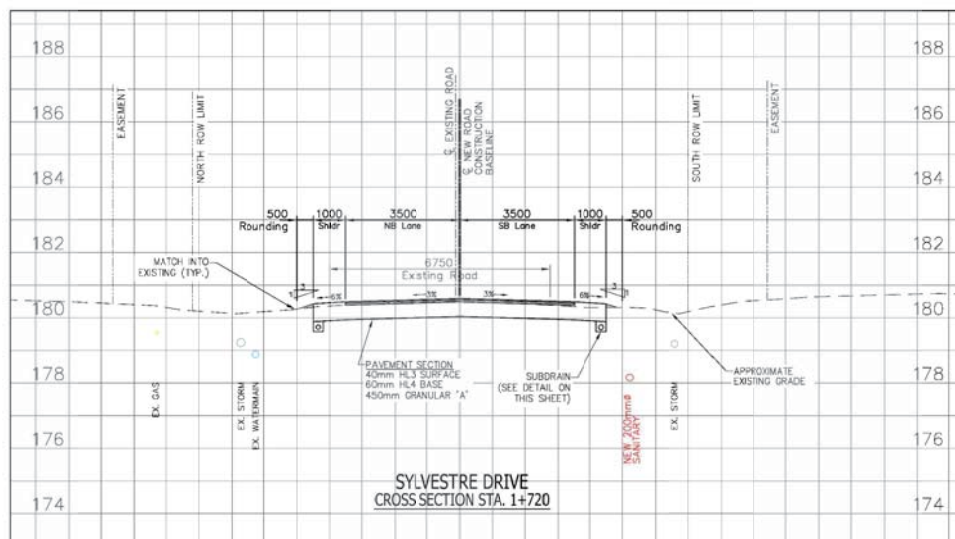 188
188
186
186
184
184
182
182
180
180
178
178
176
176
174
174
EASEMENT
NORTH ROW LIMIT
℄ EXISTING ROAD
℄ NEW ROAD
CONSTRUCTION
BASELINE
SOUTH ROW LIMIT
EASEMENT
500
Rounding
1000
Shldr
3500
NB Lane
3500
SB Lane
1000
Shldr
500
Rounding
MATCH INTO
EXISTING (TYP.)
6750
Existing Road
3
1
6%
3%
3%
6%
3
1
PAVEMENT SECTION
40mm HL3 SURFACE
60mm HL4 BASE
450mm GRANULAR "A"
SUBDRAIN
(SEE DETAIL ON
THIS SHEET)
APPROXIMATE
EXISTING GRADE
EX. GAS
EX. STORM
EX. WATERMAIN
NEW 200mmø
SANITARY
EX. STORM
SYLVESTRE DRIVE
CROSS SECTION STA. 1+720